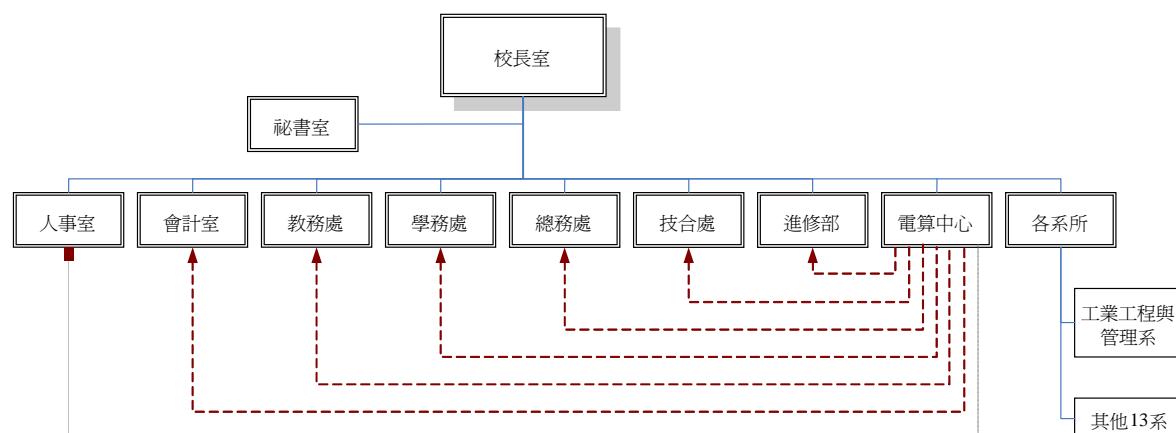 校長室
祕書室
人事室
會計室
教務處
學務處
總務處
技合處
進修部
電算中心
各系所
工業工程與
管理系
其他13系